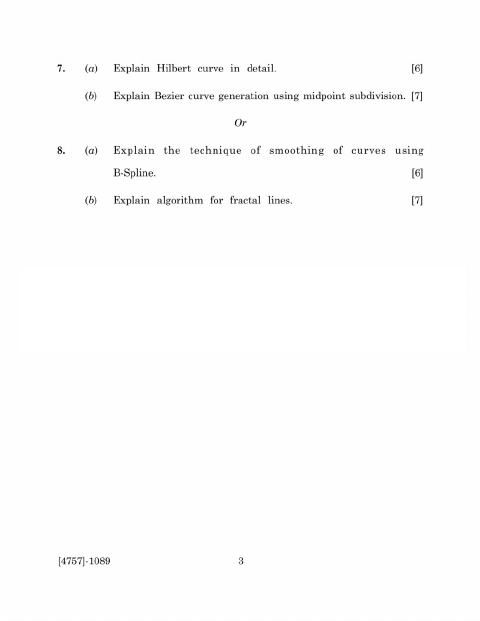 7. (a) Explain Hilbert curve in detail. [6]
(b) Explain Bezier curve generation using midpoint subdivision. [7]
Or
8. (a) Explain the technique of smoothing of curves using
B-Spline. [6]
(b) Explain algorithm for fractal lines. [7]
[4757]-1089 3